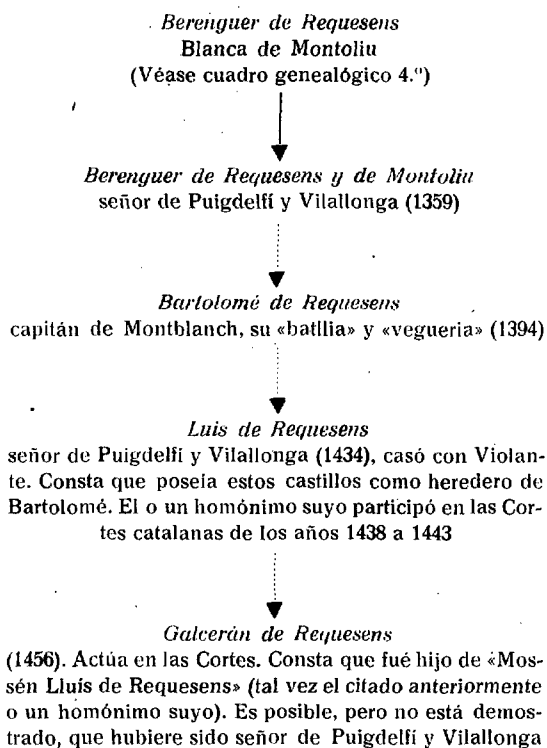 Berenguer de Requesens
Blanca de Montoliu
(Véase cuadro genealógico 4.º)
Berenguer de Requesens y de Montoliu
señor de Puigdelfí y Vilallonga (1359)
Bartolomé de Requesens
capitán de Montblanch, su «batllia» y «vegueria» (1394)
Luis de Requesens
señor de Puigdelfí y Vilallonga (1434), casó con Violan-
te. Consta que poseía estos castillos como heredero de
Bartolomé. El o un homónimo suyo participó en las Cor-
tes catalanas de los años 1438 a 1443
Galcerán de Requesens
(1456). Actúa en las Cortes. Consta que fué hijo de «Mos-
sén Lluís de Requesens» (tal vez el citado anteriormente
o un homónimo suyo). Es posible, pero no está demos-
trado, que hubiere sido señor de Puigdelfí y Vilallonga